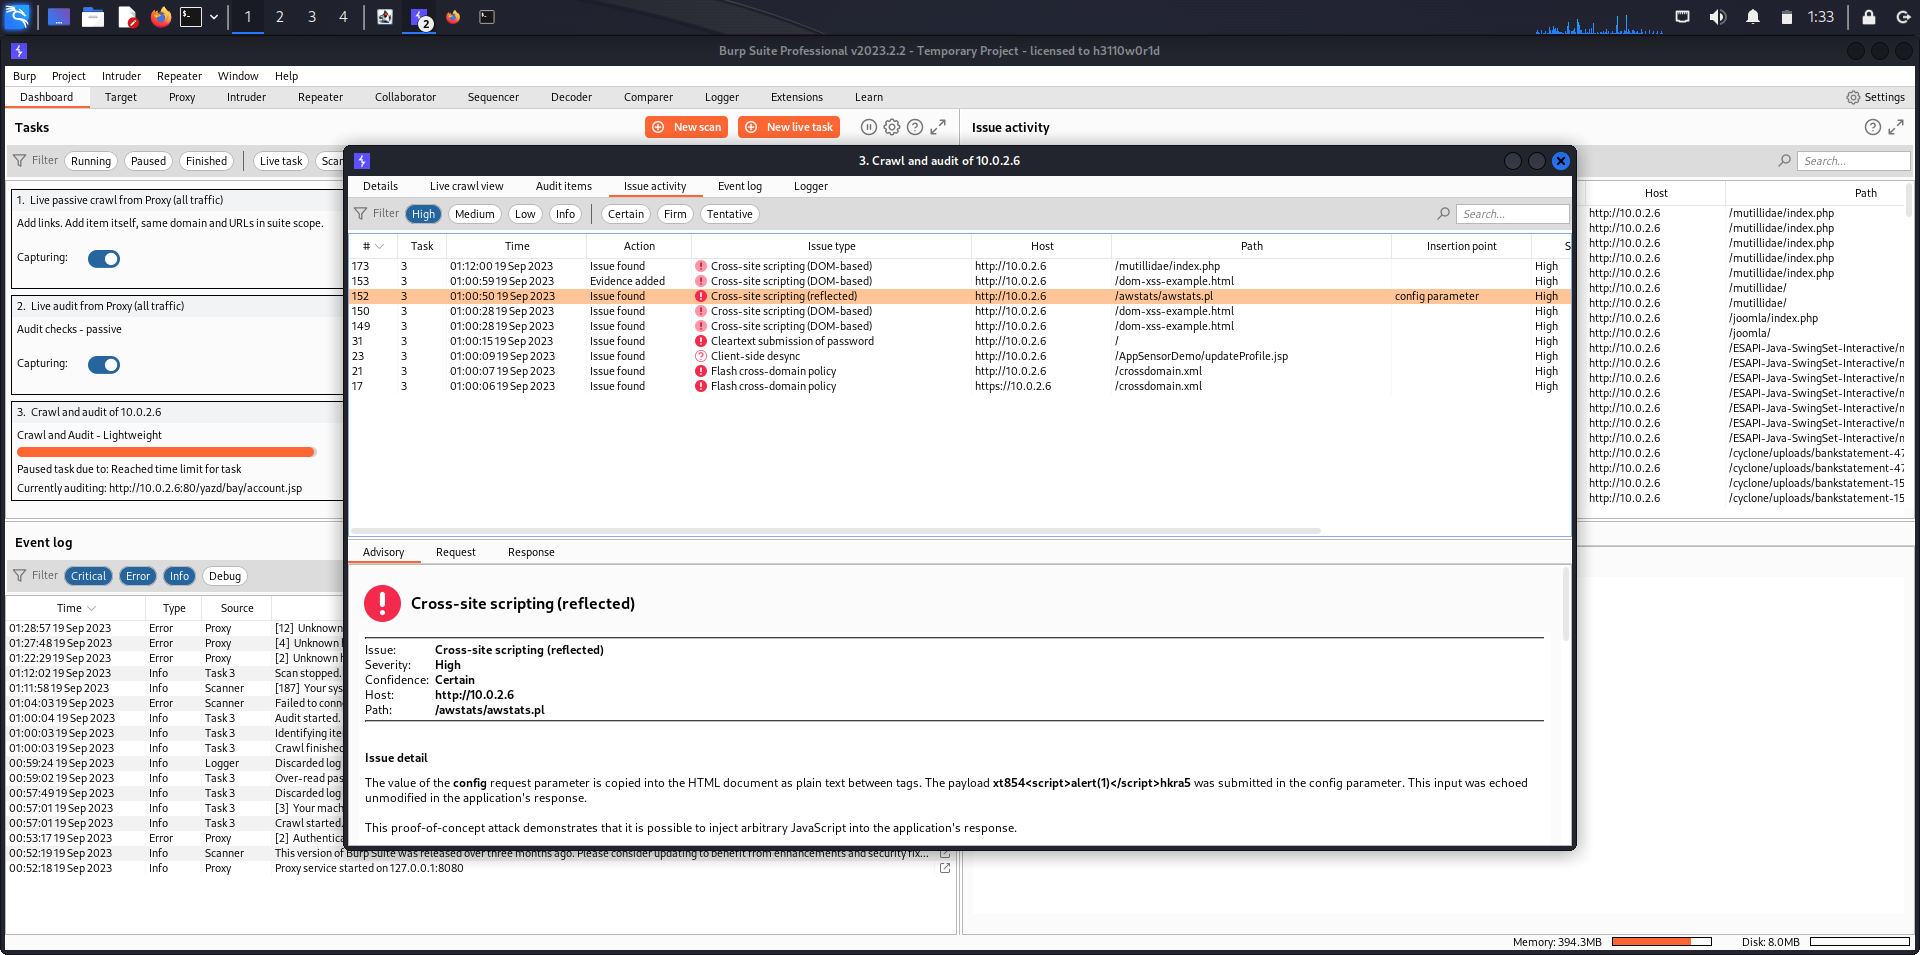 1 2 3 4
2
1:33
Burp Suite Professional v2023.2.2 - Temporary Project - licensed to h3110w0r1d
Burp Project Intruder Repeater Window Help
Dashboard Target Proxy Intruder Repeater Collaborator Sequencer Decoder Comparer Logger Extensions Learn Settings
Tasks New scan New live task
Filter Running Paused Finished Live task
1. Live passive crawl from Proxy (all traffic)
Add links. Add item itself, same domain and URLs in suite scope.
Capturing:
2. Live audit from Proxy (all traffic)
Audit checks - passive
Capturing:
3. Crawl and audit of 10.0.2.6
Crawl and Audit - Lightweight
Paused task due to: Reached time limit for task
Currently auditing: http://10.0.2.6:80/yazd/bay/account.jsp
Event log
Filter Critical Error Info Debug
Time Type Source
01:28:57 19 Sep 2023 Error Proxy [12] Unknown
01:27:48 19 Sep 2023 Error Proxy [4] Unknown
01:22:29 19 Sep 2023 Error Proxy [2] Unknown
01:12:02 19 Sep 2023 Info Task 3 Scan stopped.
01:11:58 19 Sep 2023 Info Scanner [187] Your sys
01:04:03 19 Sep 2023 Error Scanner Failed to conn
01:00:04 19 Sep 2023 Info Task 3 Audit started.
01:00:03 19 Sep 2023 Info Task 3 Identifying ite
01:00:03 19 Sep 2023 Info Task 3 Crawl finished
00:59:24 19 Sep 2023 Info Logger Discarded log
00:59:02 19 Sep 2023 Info Task 3 Over-read pas
00:57:49 19 Sep 2023 Info Task 3 Discarded log
00:57:01 19 Sep 2023 Info Task 3 [3] Your mach
00:57:01 19 Sep 2023 Info Task 3 Crawl started.
00:53:17 19 Sep 2023 Error Proxy [2] Authentica
00:52:19 19 Sep 2023 Info Scanner This version of Burp Suite was released over three months ago. Please consider updating to benefit from enhancements and security fix...
00:52:18 19 Sep 2023 Info Proxy Proxy service started on 127.0.0.1:8080
3. Crawl and audit of 10.0.2.6
Details Live crawl view Audit items Issue activity Event log Logger
Filter High Medium Low Info Certain Firm Tentative Search...
# Task Time Action Issue type Host Path Insertion point S
173 3 01:12:00 19 Sep 2023 Issue found Cross-site scripting (DOM-based) http://10.0.2.6 /mutillidae/index.php High
153 3 01:00:59 19 Sep 2023 Evidence added Cross-site scripting (DOM-based) http://10.0.2.6 /dom-xss-example.html High
152 3 01:00:50 19 Sep 2023 Issue found Cross-site scripting (reflected) http://10.0.2.6 /awstats/awstats.pl config parameter High
150 3 01:00:28 19 Sep 2023 Issue found Cross-site scripting (DOM-based) http://10.0.2.6 /dom-xss-example.html High
149 3 01:00:28 19 Sep 2023 Issue found Cross-site scripting (DOM-based) http://10.0.2.6 /dom-xss-example.html High
31 3 01:00:15 19 Sep 2023 Issue found Cleartext submission of password http://10.0.2.6 / High
23 3 01:00:09 19 Sep 2023 Issue found Client-side desync http://10.0.2.6 /AppSensorDemo/updateProfile.jsp High
21 3 01:00:07 19 Sep 2023 Issue found Flash cross-domain policy http://10.0.2.6 /crossdomain.xml High
17 3 01:00:06 19 Sep 2023 Issue found Flash cross-domain policy https://10.0.2.6 /crossdomain.xml High
Advisory Request Response
Cross-site scripting (reflected)
Issue: Cross-site scripting (reflected)
Severity: High
Confidence: Certain
Host: http://10.0.2.6
Path: /awstats/awstats.pl
Issue detail
The value of the config request parameter is copied into the HTML document as plain text between tags. The payload xt854<script>alert(1)</script>hkra5 was submitted in the config parameter. This input was echoed
unmodified in the application's response.
This proof-of-concept attack demonstrates that it is possible to inject arbitrary JavaScript into the application's response.
Issue activity
Search...
Host Path
http://10.0.2.6 /mutillidae/index.php
http://10.0.2.6 /mutillidae/index.php
http://10.0.2.6 /mutillidae/index.php
http://10.0.2.6 /mutillidae/index.php
http://10.0.2.6 /mutillidae/index.php
http://10.0.2.6 /mutillidae/
http://10.0.2.6 /mutillidae/
http://10.0.2.6 /joomla/index.php
http://10.0.2.6 /joomla/
http://10.0.2.6 /ESAPI-Java-SwingSet-Interactive/
http://10.0.2.6 /ESAPI-Java-SwingSet-Interactive/
http://10.0.2.6 /ESAPI-Java-SwingSet-Interactive/
http://10.0.2.6 /ESAPI-Java-SwingSet-Interactive/
http://10.0.2.6 /ESAPI-Java-SwingSet-Interactive/
http://10.0.2.6 /ESAPI-Java-SwingSet-Interactive/
http://10.0.2.6 /ESAPI-Java-SwingSet-Interactive/
http://10.0.2.6 /cyclone/uploads/bankstatement-47
http://10.0.2.6 /cyclone/uploads/bankstatement-47
http://10.0.2.6 /cyclone/uploads/bankstatement-15
http://10.0.2.6 /cyclone/uploads/bankstatement-15
Memory: 394.3MB Disk: 8.0MB